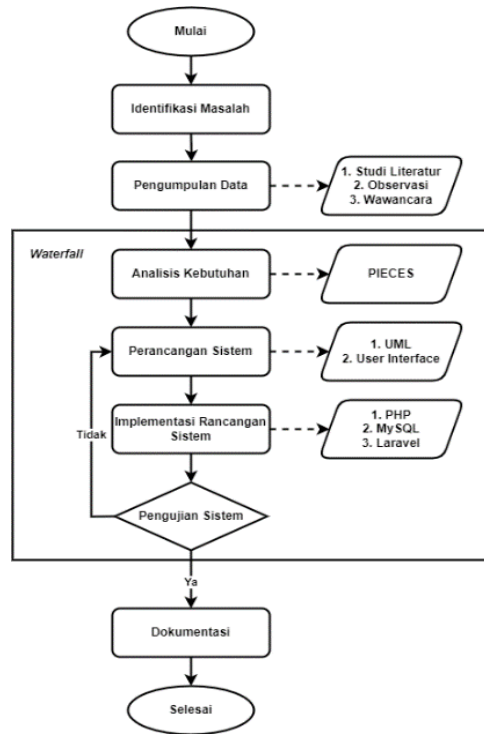 Mulai
Identifikasi Masalah
Pengumpulan Data
1. Studi Literatur
2. Observasi
3. Wawancara
Waterfall
Analisis Kebutuhan
PIECES
Perancangan Sistem
1. UML
2. User Interface
Tidak
Implementasi Rancangan
Sistem
1. PHP
2. MySQL
3. Laravel
Pengujian Sistem
Ya
Dokumentasi
Selesai